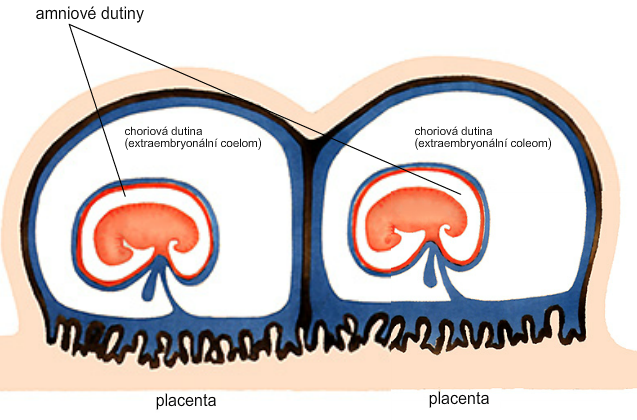 amniové dutiny
choriová dutina
(extraembryonální coelom)
choriová dutina
(extraembryonální coleom)
placenta
placenta